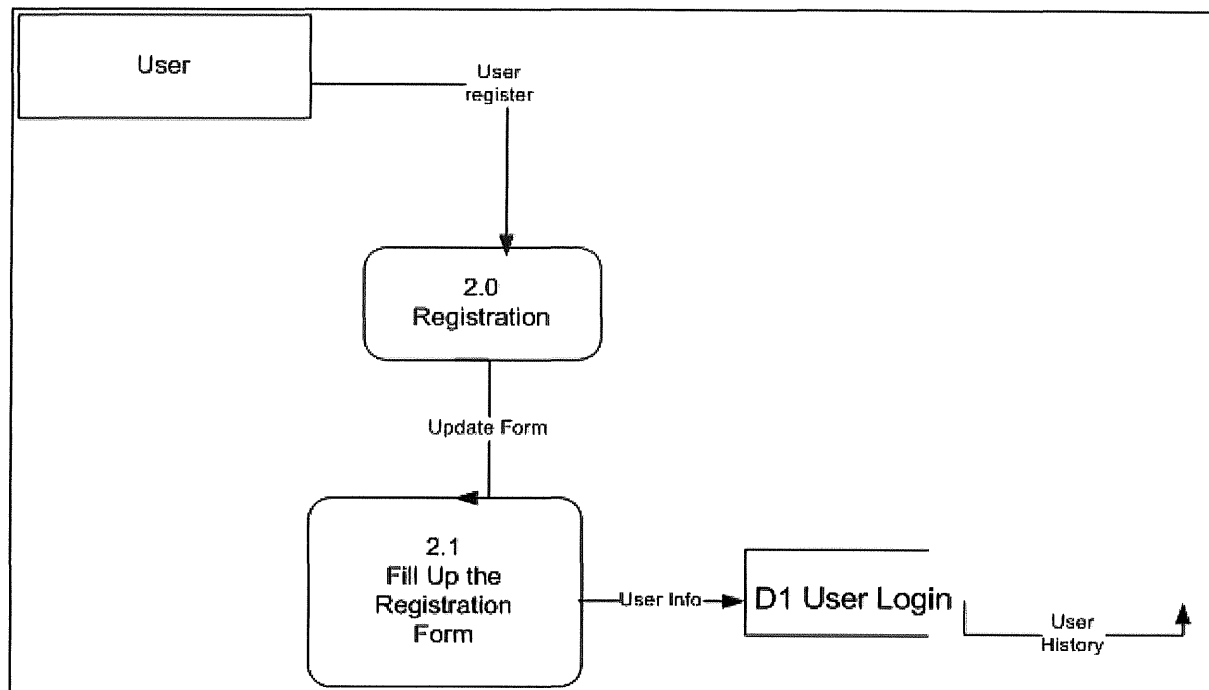 User
User
register
2.0
Registration
Update Form
2.1
Fill Up the
Registration
Form
User Info
D1 User Login
User
History